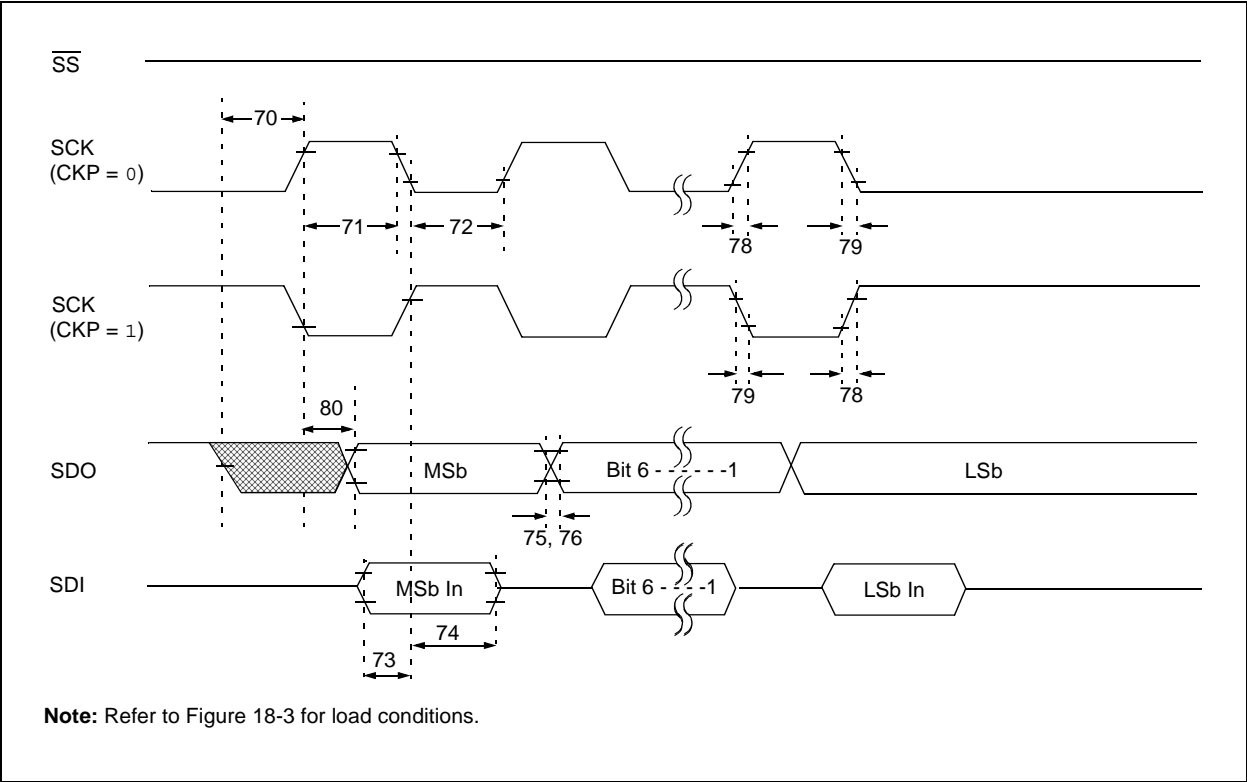 SS
70
SCK
(CKP = 0)
71
72
78
79
SCK
(CKP = 1)
79
78
80
SDO
MSb
Bit 6 - - - - - -1
LSb
75, 76
SDI
MSb In
Bit 6 - - - -1
LSb In
74
73
Note: Refer to Figure 18-3 for load conditions.